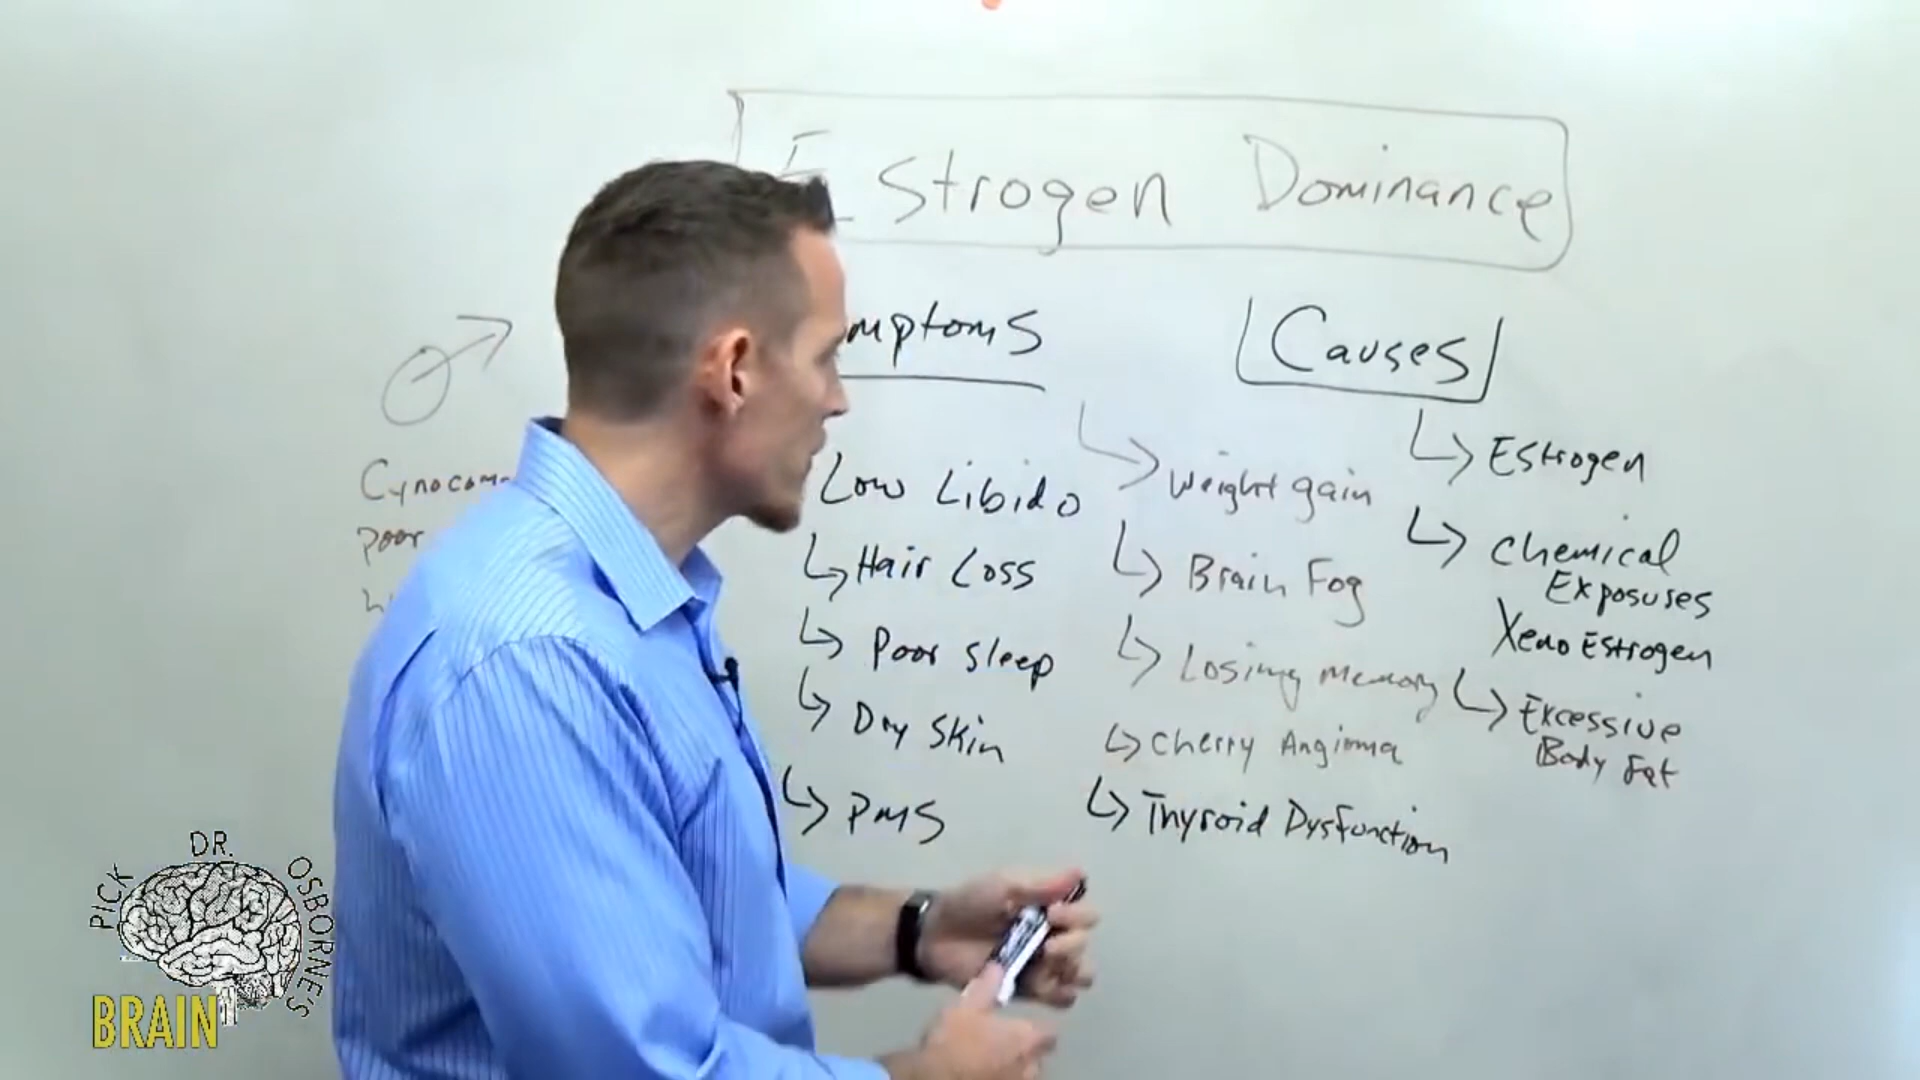 Estrogen Dominance
mptoms
Causes
Cynocom
poor
Low Libido
Hair Loss
Poor Sleep
Dry Skin
PMS
Weight gain
Brain Fog
Losing Memory
Cherry Angioma
Thyroid Dysfunction
Estrogen
Chemical
Exposures
Xeno Estrogen
Excessive
Body Fat
PICK DR. OSBORNE'S
BRAIN